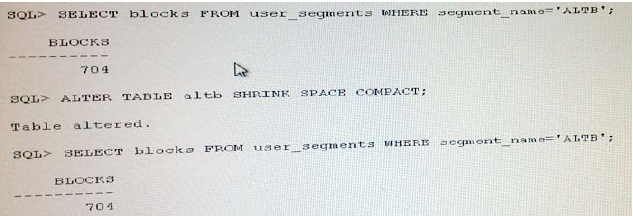 SQL> SELECT blocks FROM user_segments WHERE segment_name='ALTB';
BLOCKS
----------
704
SQL> ALTER TABLE altb SHRINK SPACE COMPACT;
Table altered.
SQL> SELECT blocks FROM user_segments WHERE segment_name='ALTB';
BLOCKS
----------
704